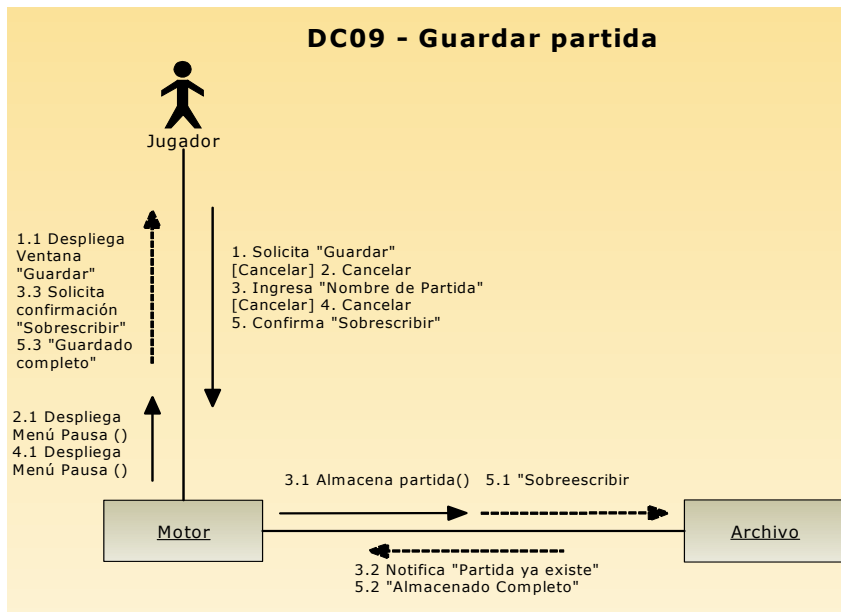 DC09 - Guardar partida
Jugador
1.1 Despliega
Ventana
"Guardar"
3.3 Solicita
confirmación
"Sobrescribir"
5.3 "Guardado
completo"
1. Solicita "Guardar"
[Cancelar] 2. Cancelar
3. Ingresa "Nombre de Partida"
[Cancelar] 4. Cancelar
5. Confirma "Sobrescribir"
2.1 Despliega
Menú Pausa ()
4.1 Despliega
Menú Pausa ()
3.1 Almacena partida()
5.1 "Sobreescribir
Motor
Archivo
3.2 Notifica "Partida ya existe"
5.2 "Almacenado Completo"